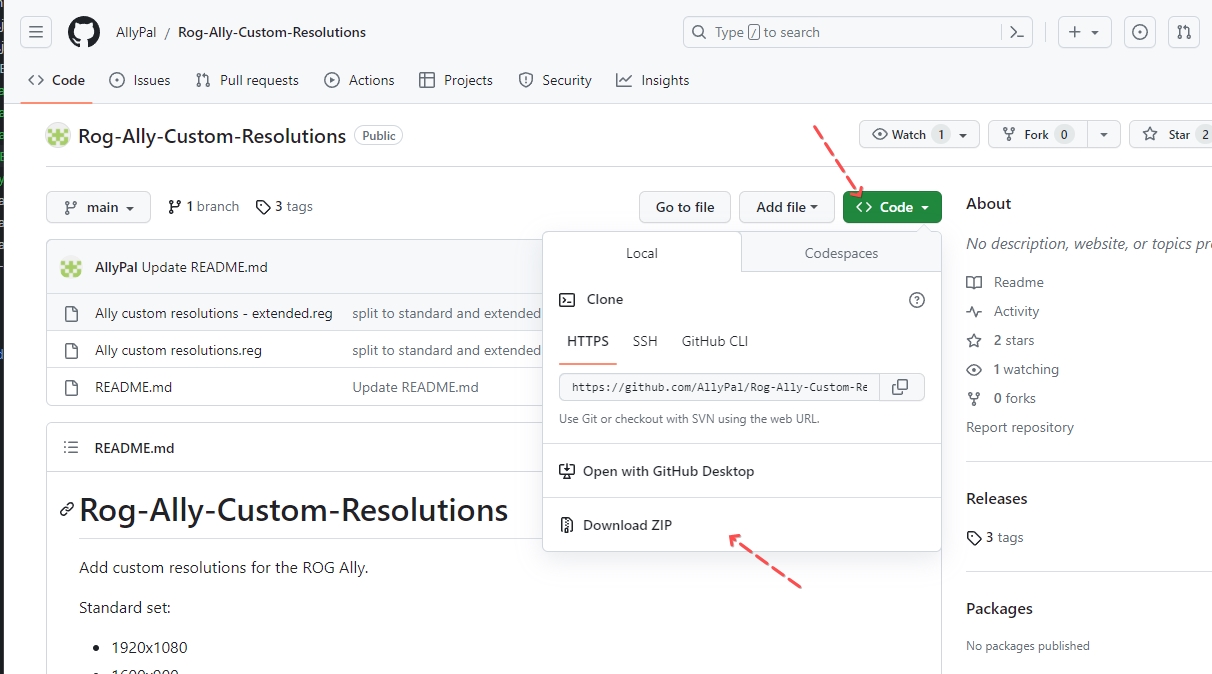 AllyPal / Rog-Ally-Custom-Resolutions
Type / to search
Code Issues Pull requests Actions Projects Security Insights
Rog-Ally-Custom-Resolutions Public
Watch 1 Fork 0 Star 2
main 1 branch 3 tags
Go to file Add file Code
About
Local Codespaces
No description, website, or topics pr
AllyPal Update README.md
Readme
Clone
Ally custom resolutions - extended.reg split to standard and extended
Activity
HTTPS SSH GitHub CLI
2 stars
Ally custom resolutions.reg split to standard and extended
1 watching
README.md Update README.md
https://github.com/AllyPal/Rog-Ally-Custom-Re
0 forks
Use Git or checkout with SVN using the web URL.
Report repository
README.md
Open with GitHub Desktop
Releases
Rog-Ally-Custom-Resolutions
Download ZIP
3 tags
Add custom resolutions for the ROG Ally.
Standard set:
Packages
1920x1080
No packages published
1600x900